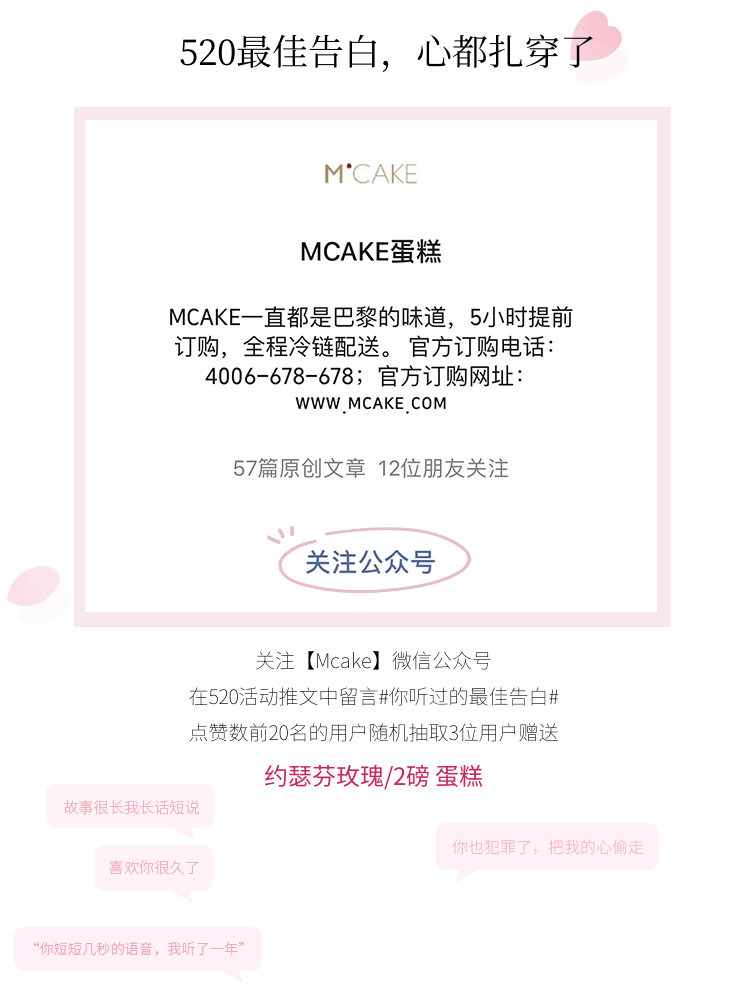 520最佳告白，心都扎穿了
M'CAKE
MCAKE蛋糕
MCAKE一直都是巴黎的味道，5小时提前
订购，全程冷链配送。官方订购电话：
4006-678-678；官方订购网址：
www.MCAKE.COM
57篇原创文章 12位朋友关注
关注公众号
关注【Mcake】微信公众号
在520活动推文中留言#你听过的最佳告白#
点赞数前20名的用户随机抽取3位用户赠送
约瑟芬玫瑰/2磅 蛋糕
故事很长我长话短说
你也犯罪了，把我的心偷走
喜欢你很久了
“你短短几秒的语音，我听了一年”